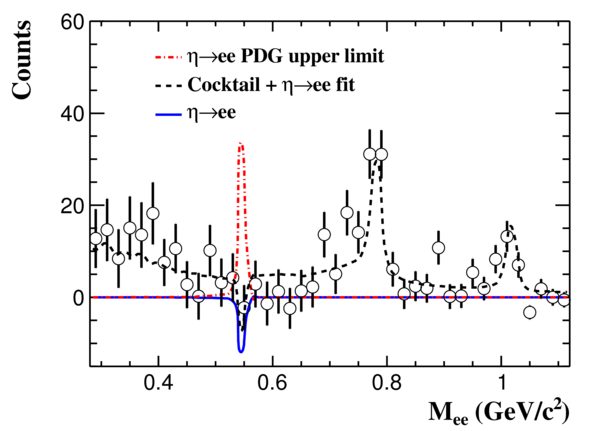 60
40
20
0
Counts
η→ee PDG upper limit
Cocktail + η→ee fit
η→ee
0.4 0.6 0.8 1
Mₑₑ (GeV/c²)